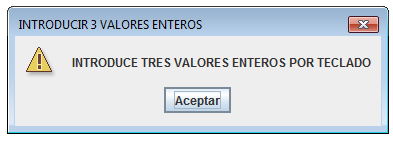 INTRODUCIR 3 VALORES ENTEROS
INTRODUCE TRES VALORES ENTEROS POR TECLADO
Aceptar